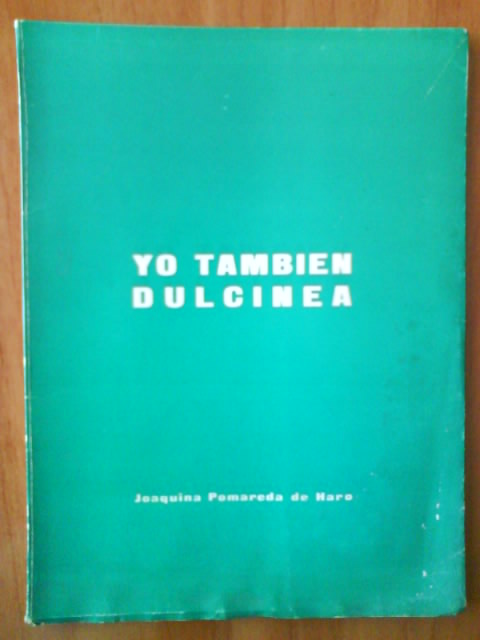 YO TAMBIEN
DULCINEA
Joaquina Pomareda de Haro